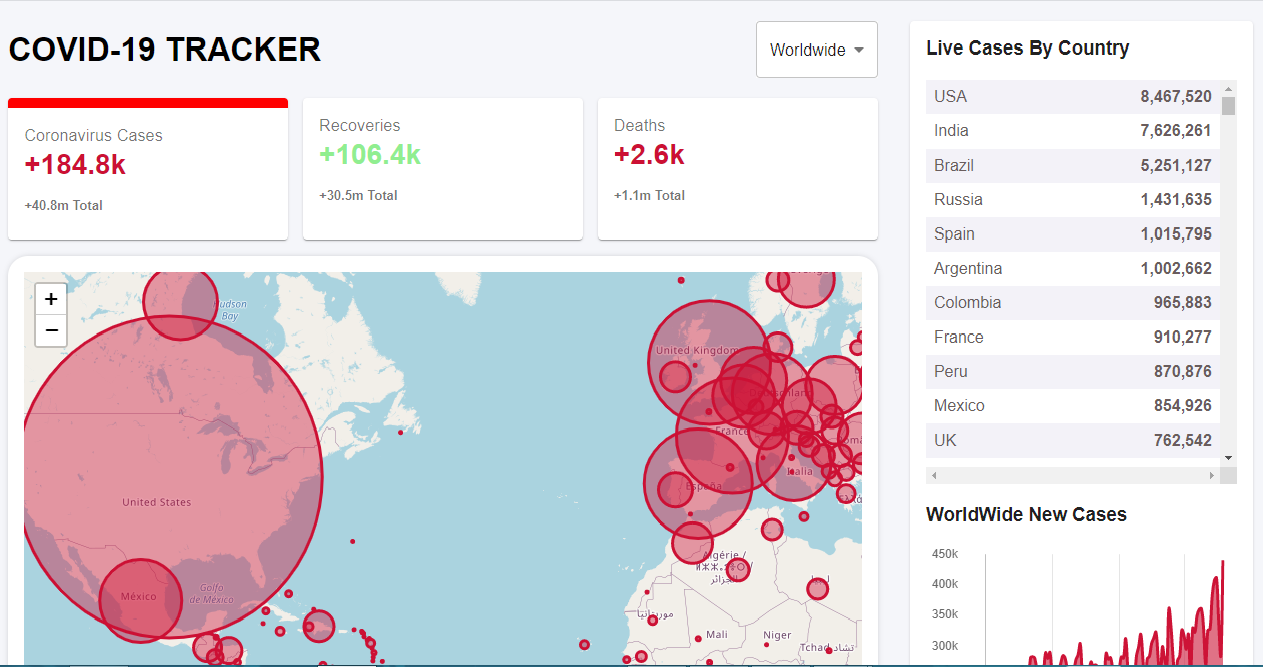 COVID-19 TRACKER
Worldwide
Coronavirus Cases
+184.8k
+40.8m Total
Recoveries
+106.4k
+30.5m Total
Deaths
+2.6k
+1.1m Total
+
−
Hudson
Bay
United States
México
Golfo
de México
United Kingdom
Deutschland
France
España
Italia
Algérie /
الجزائر
موريتانيا
Mali
Niger
Tchad تشاد
Live Cases By Country
USA 8,467,520
India 7,626,261
Brazil 5,251,127
Russia 1,431,635
Spain 1,015,795
Argentina 1,002,662
Colombia 965,883
France 910,277
Peru 870,876
Mexico 854,926
UK 762,542
WorldWide New Cases
450k
400k
350k
300k